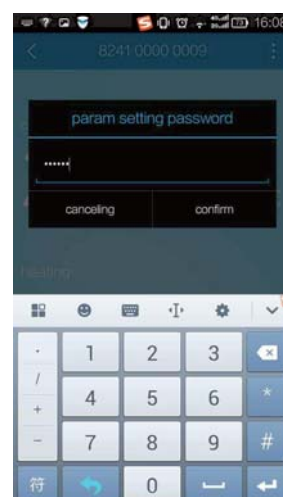 16:08
8241 0000 0009
param setting password
••••••
canceling confirm
heating
1 2 3
/
+ 4 5 6 *
- 7 8 9 #
符 0